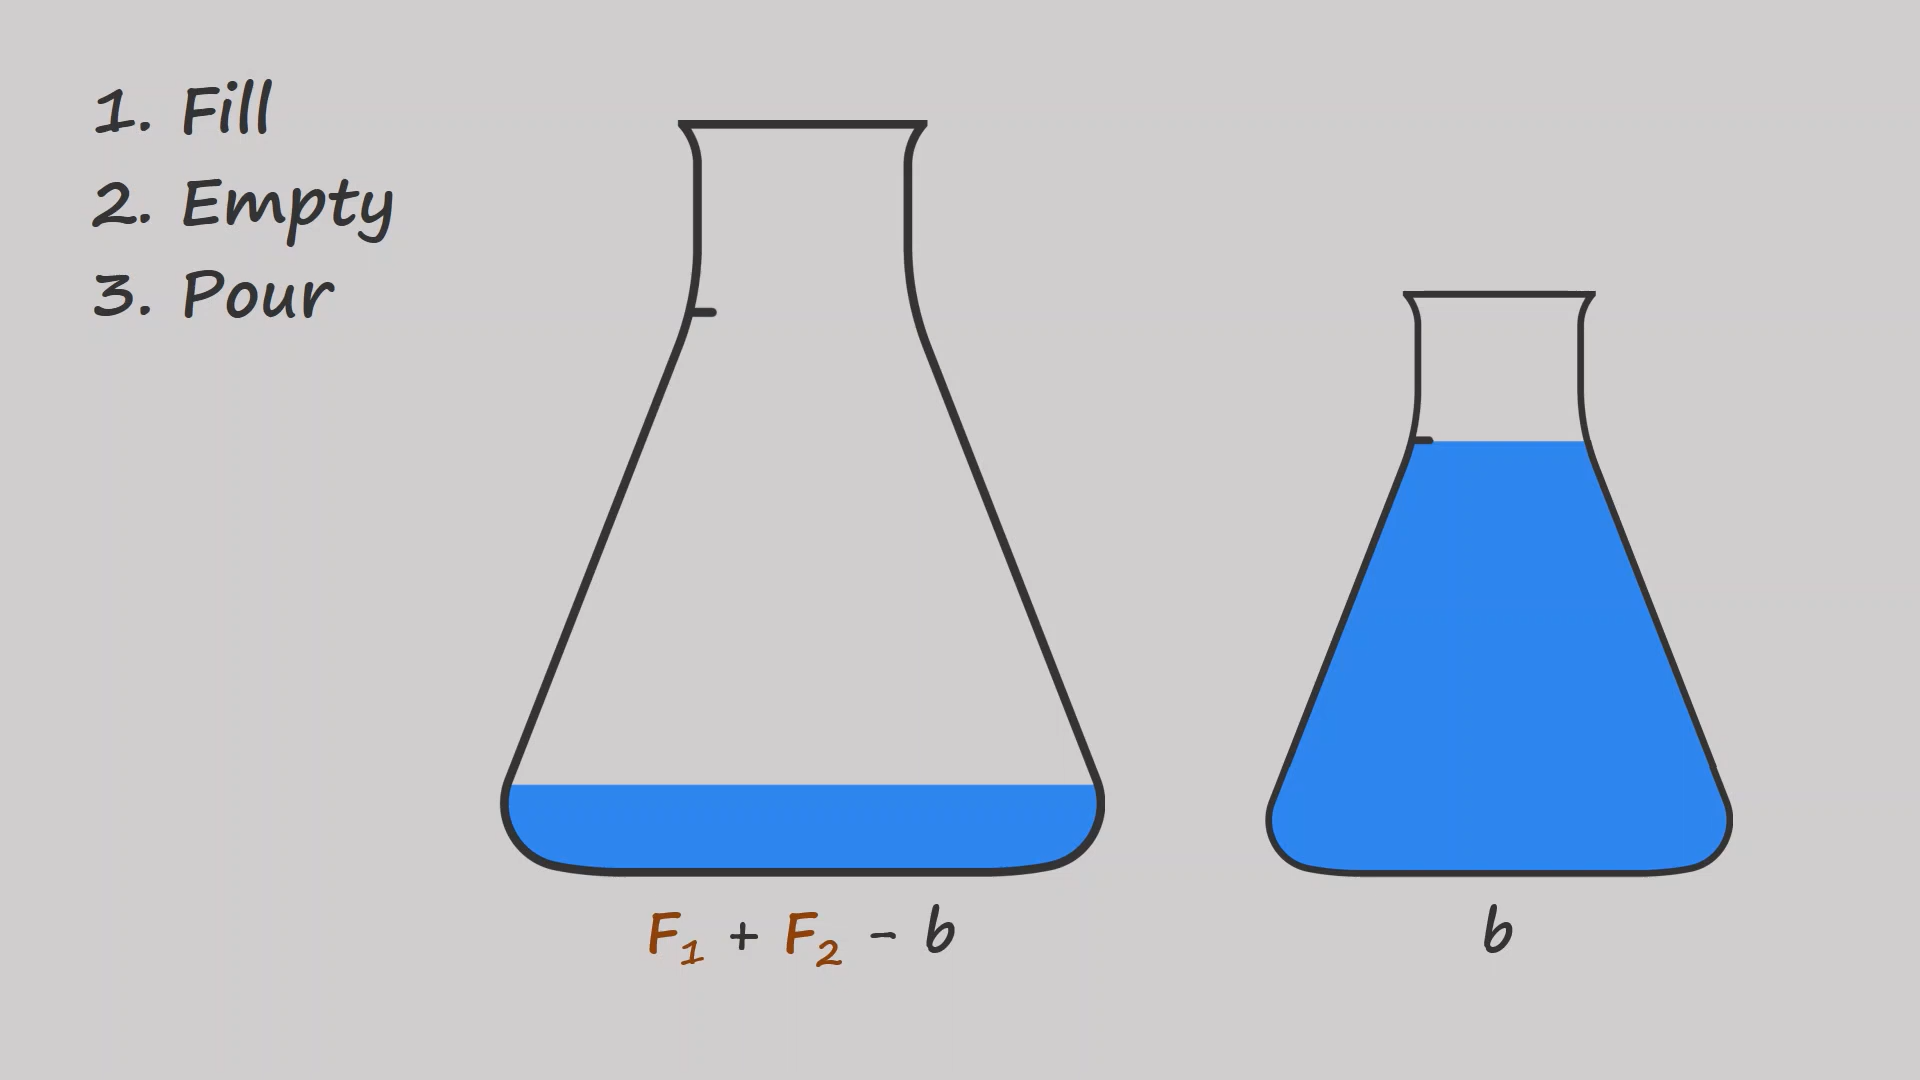 1. Fill
2. Empty
3. Pour
F₁ + F₂ - b
b